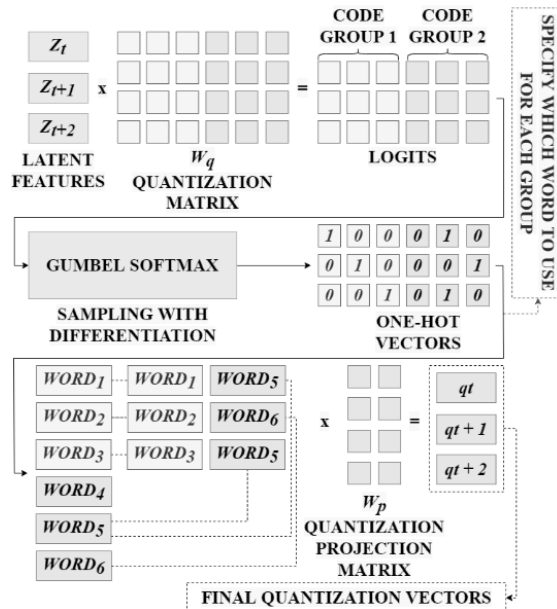 CODE GROUP 1
CODE GROUP 2
Zt
Zt+1
Zt+2
x
=
LATENT FEATURES
Wq
QUANTIZATION MATRIX
LOGITS
SPECIFY WHICH WORD TO USE
FOR EACH GROUP
GUMBEL SOFTMAX
SAMPLING WITH
DIFFERENTIATION
1 0 0 0 1 0
0 1 0 0 0 1
0 0 1 0 1 0
ONE-HOT
VECTORS
WORD1 WORD1 WORD5
WORD2 WORD2 WORD6
WORD3 WORD3 WORD5
WORD4
WORD5
WORD6
x
=
Wp
QUANTIZATION
PROJECTION
MATRIX
qt
qt + 1
qt + 2
FINAL QUANTIZATION VECTORS